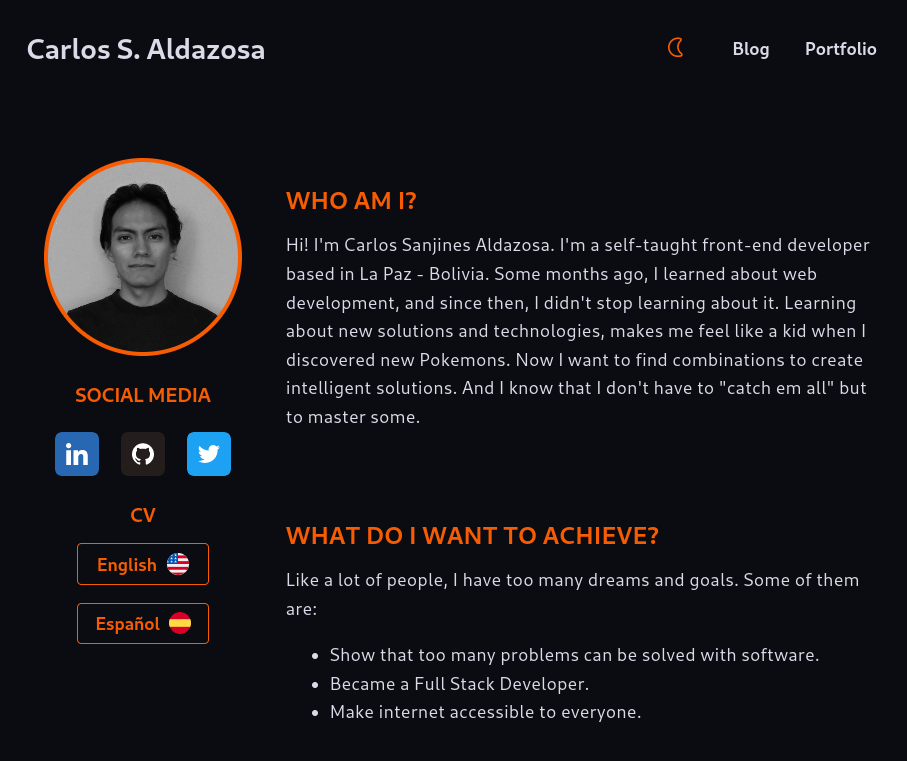 Carlos S. Aldazosa
Blog
Portfolio
WHO AM I?
Hi! I'm Carlos Sanjines Aldazosa. I'm a self-taught front-end developer
based in La Paz - Bolivia. Some months ago, I learned about web
development, and since then, I didn't stop learning about it. Learning
about new solutions and technologies, makes me feel like a kid when I
discovered new Pokemons. Now I want to find combinations to create
intelligent solutions. And I know that I don't have to "catch em all" but
to master some.
SOCIAL MEDIA
in
CV
English
Español
WHAT DO I WANT TO ACHIEVE?
Like a lot of people, I have too many dreams and goals. Some of them
are:
• Show that too many problems can be solved with software.
• Became a Full Stack Developer.
• Make internet accessible to everyone.